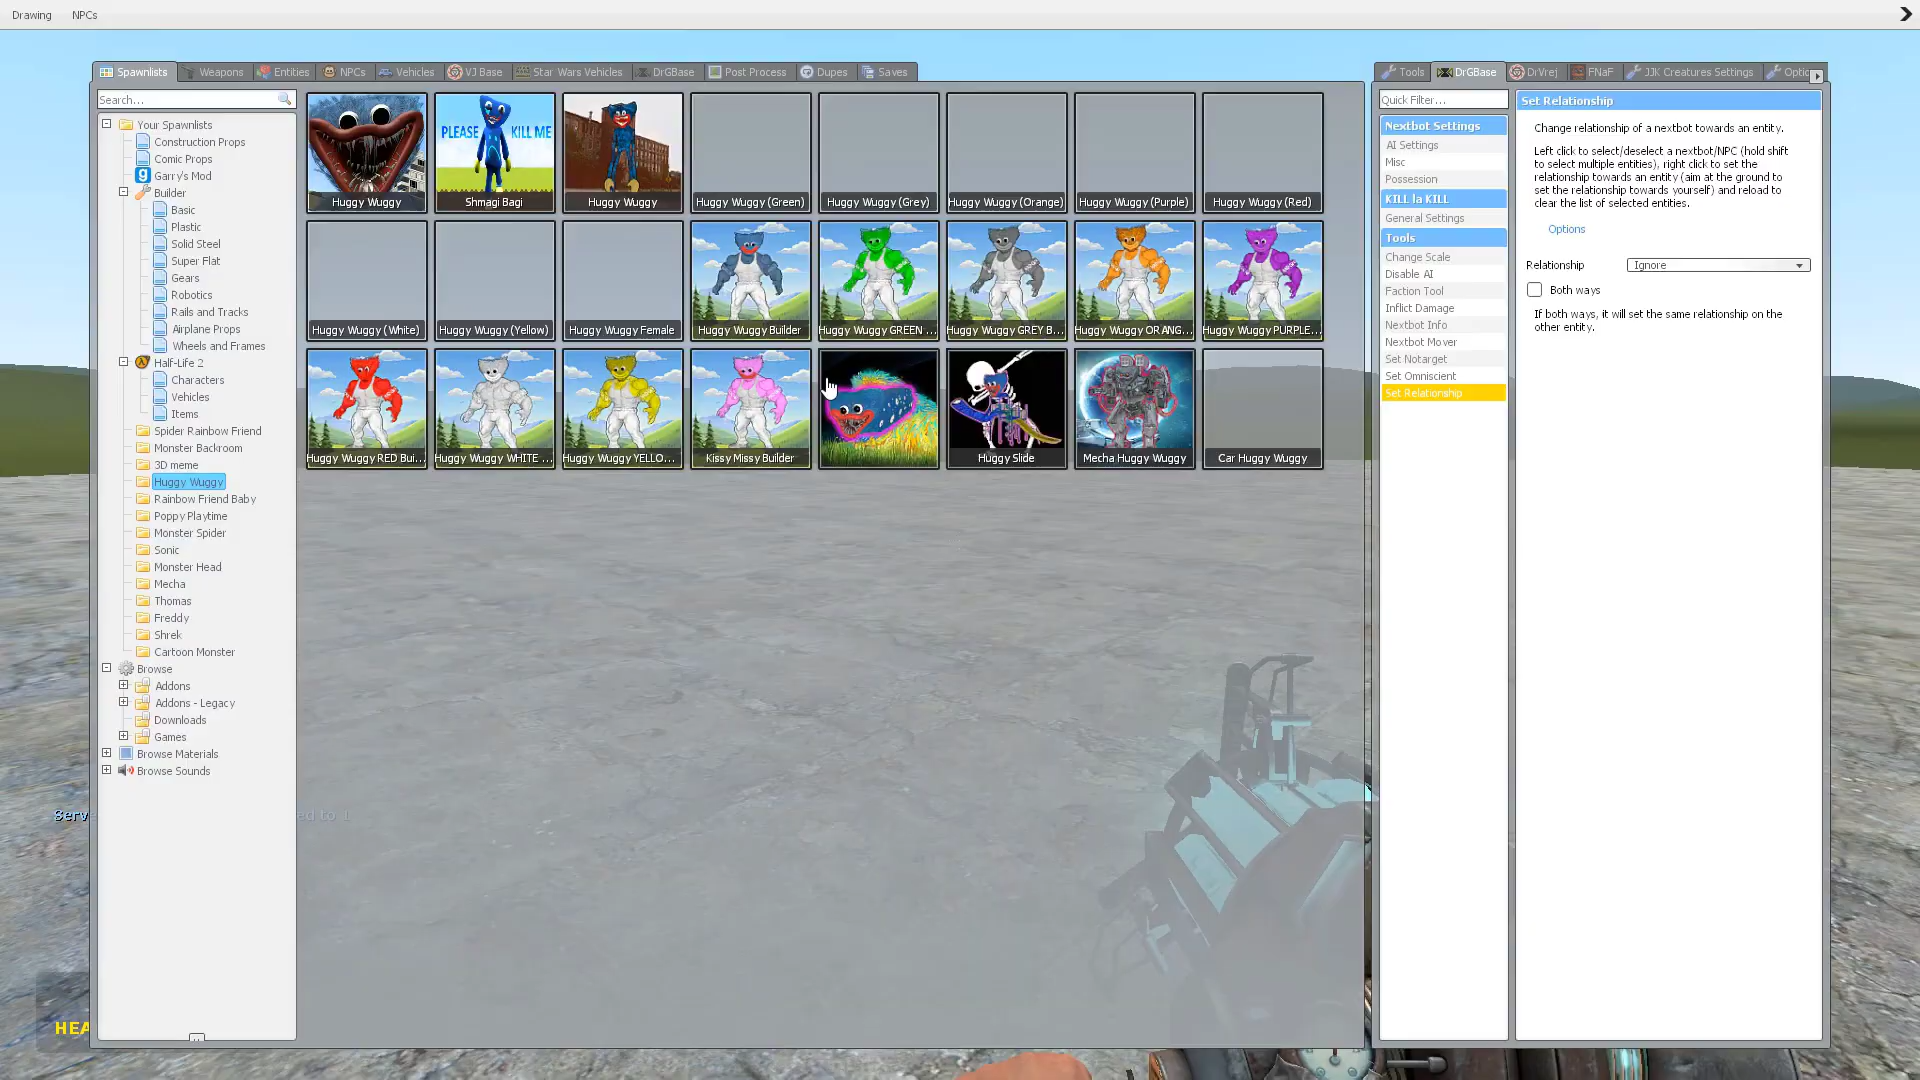 Drawing NPCs
Spawnlists Weapons Entities NPCs Vehicles VJ Base Star Wars Vehicles DrGBase Post Process Dupes Saves
Tools DrGBase DrVrej FNaF JJK Creatures Settings
Search...
Your Spawnlists
Construction Props
Comic Props
Garry's Mod
Builder
Basic
Plastic
Solid Steel
Super Flat
Gears
Robotics
Rails and Tracks
Airplane Props
Wheels and Frames
Half-Life 2
Characters
Vehicles
Items
Spider Rainbow Friend
Monster Backroom
3D meme
Huggy Wuggy
Rainbow Friend Baby
Poppy Playtime
Monster Spider
Sonic
Monster Head
Mecha
Thomas
Freddy
Shrek
Cartoon Monster
Browse
Addons
Addons - Legacy
Downloads
Games
Browse Materials
Browse Sounds
PLEASE KILL ME
Huggy Wuggy Shmagi Bagi Huggy Wuggy Huggy Wuggy (Green) Huggy Wuggy (Grey) Huggy Wuggy (Orange) Huggy Wuggy (Purple) Huggy Wuggy (Red)
Huggy Wuggy (White) Huggy Wuggy (Yellow) Huggy Wuggy Female Huggy Wuggy Builder Huggy Wuggy GREEN ... Huggy Wuggy GREY B... Huggy Wuggy ORANG... Huggy Wuggy PURPLE...
Huggy Wuggy RED Bui... Huggy Wuggy WHITE ... Huggy Wuggy YELLO... Kissy Missy Builder Huggy Slide Mecha Huggy Wuggy Car Huggy Wuggy
Quick Filter...
Nextbot Settings
AI Settings
Misc
Possession
KILL la KILL
General Settings
Tools
Change Scale
Disable AI
Faction Tool
Inflict Damage
Nextbot Info
Nextbot Mover
Set Notarget
Set Omniscient
Set Relationship
Set Relationship
Change relationship of a nextbot towards an entity.
Left click to select/deselect a nextbot/NPC (hold shift
to select multiple entities), right click to set the
relationship towards an entity (aim at the ground to
set the relationship towards yourself) and reload to
clear the list of selected entities.
Options
Relationship Ignore
Both ways
If both ways, it will set the same relationship on the
other entity.
ed to 1